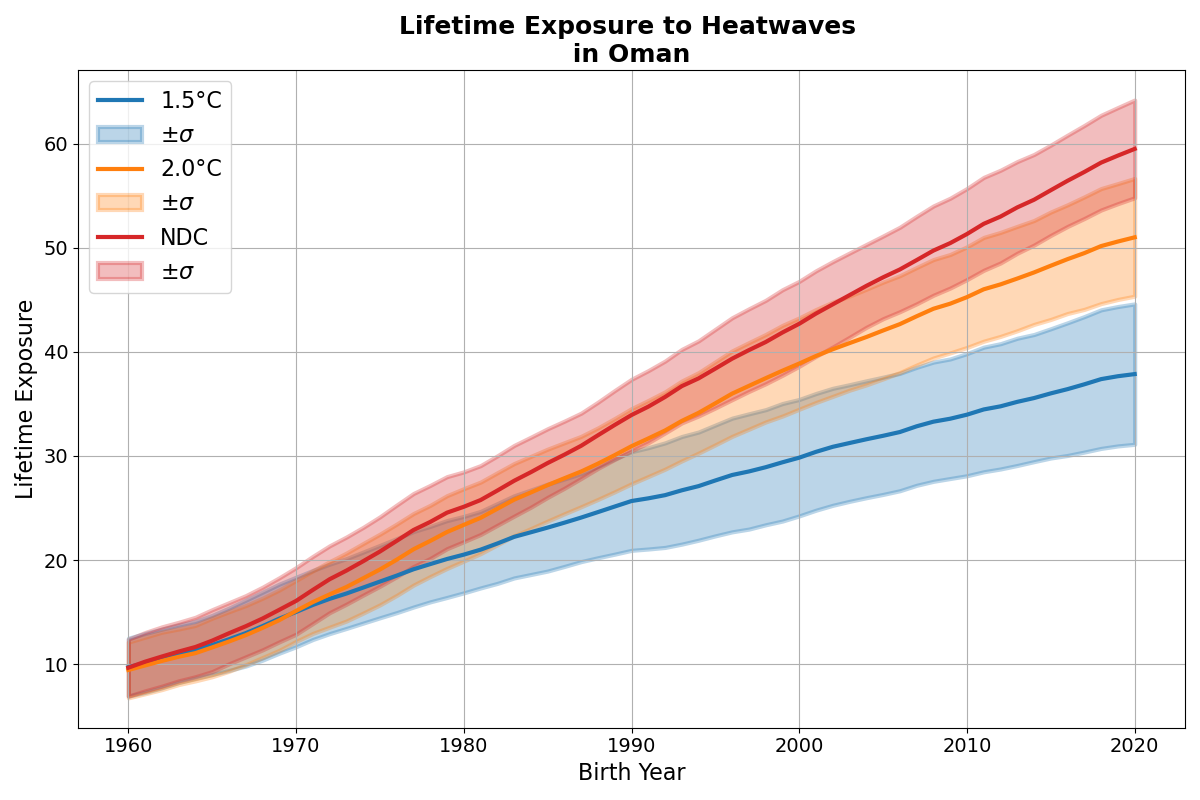 Lifetime Exposure to Heatwaves
in Oman
1.5°C
±σ
2.0°C
±σ
NDC
±σ
Lifetime Exposure
60
50
40
30
20
10
1960 1970 1980 1990 2000 2010 2020
Birth Year